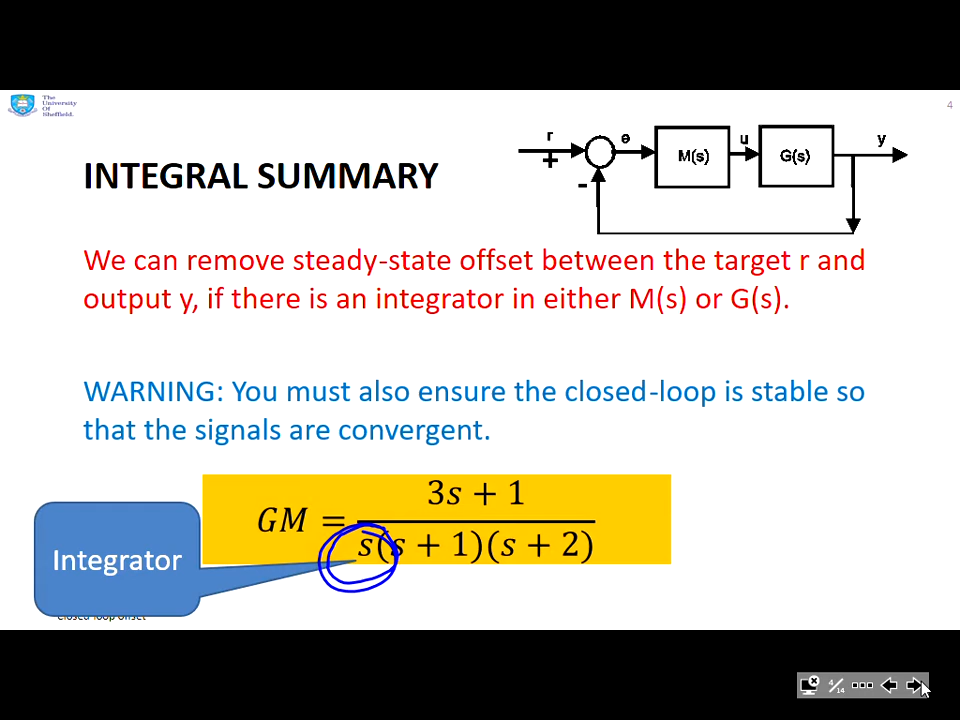 The
University
Of
Sheffield.
4
INTEGRAL SUMMARY
r
+
-
e
M(s)
u
G(s)
y
We can remove steady-state offset between the target r and
output y, if there is an integrator in either M(s) or G(s).
WARNING: You must also ensure the closed-loop is stable so
that the signals are convergent.
Integrator
GM = \frac{3s + 1}{s(s + 1)(s + 2)}
Closed-loop offset
4/14